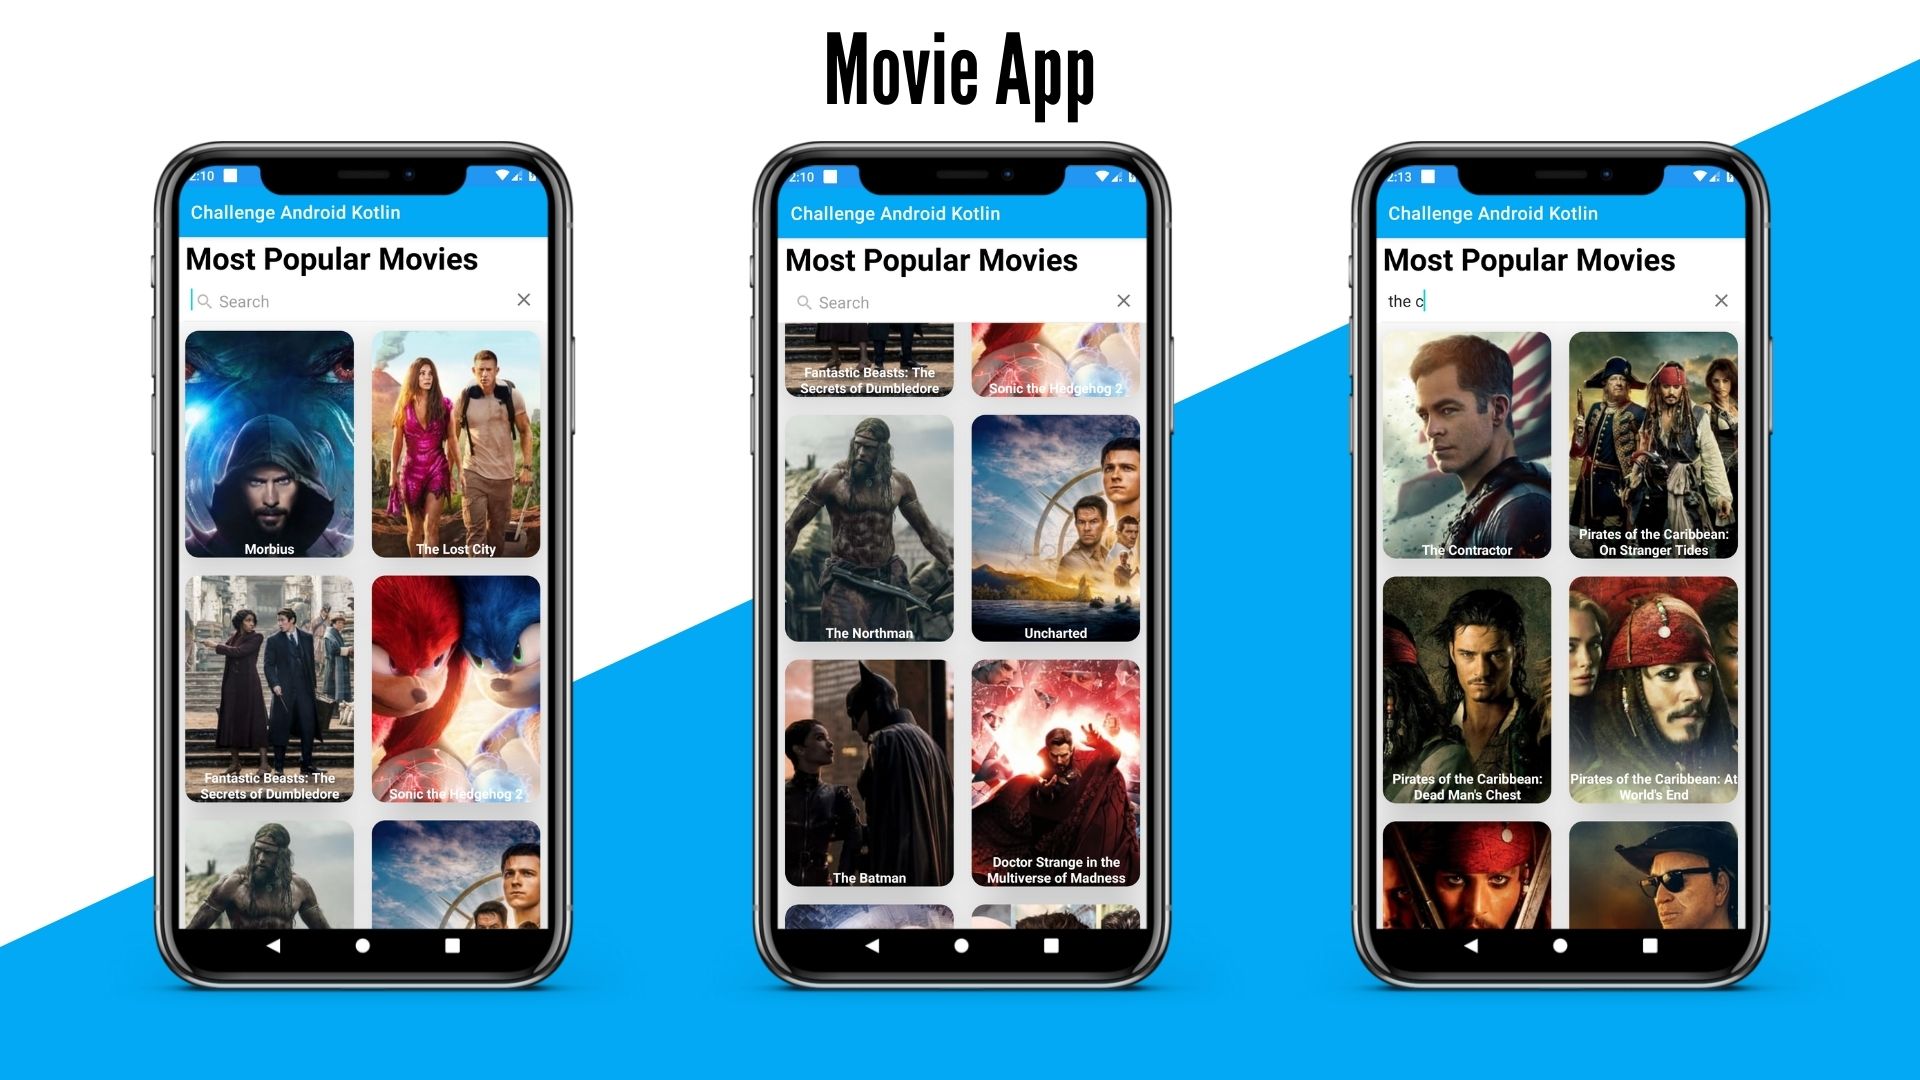 Movie App
2:10
Challenge Android Kotlin
Most Popular Movies
Search
Morbius
The Lost City
Fantastic Beasts: The
Secrets of Dumbledore
Sonic the Hedgehog 2
2:10
Challenge Android Kotlin
Most Popular Movies
Search
Fantastic Beasts: The
Secrets of Dumbledore
Sonic the Hedgehog 2
The Northman
Uncharted
The Batman
Doctor Strange in the
Multiverse of Madness
2:13
Challenge Android Kotlin
Most Popular Movies
the c
The Contractor
Pirates of the Caribbean:
On Stranger Tides
Pirates of the Caribbean:
Dead Man's Chest
Pirates of the Caribbean: At
World's End